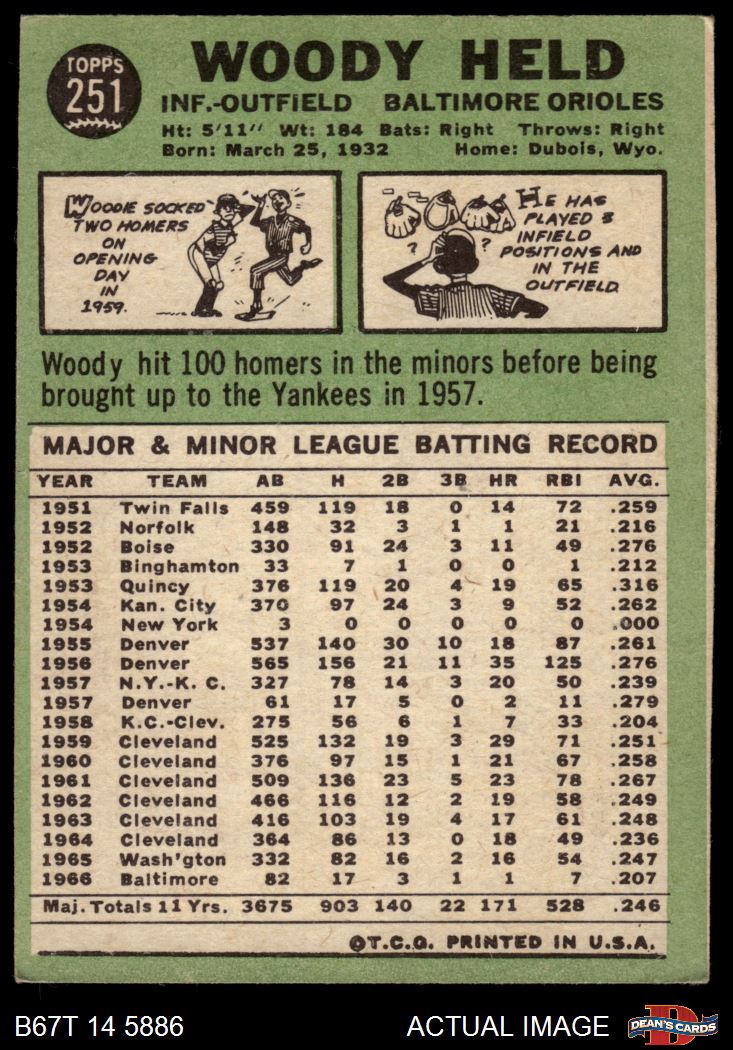 TOPPS
251
WOODY HELD
INF.-OUTFIELD BALTIMORE ORIOLES
Ht: 5'11" Wt: 184 Bats: Right Throws: Right
Born: March 25, 1932 Home: Dubois, Wyo.
WOODIE SOCKED
TWO HOMERS
ON
OPENING
DAY
IN
1959.
HE HAS
PLAYED 3
INFIELD
POSITIONS AND
IN THE
OUTFIELD.
? ?
Woody hit 100 homers in the minors before being
brought up to the Yankees in 1957.
MAJOR & MINOR LEAGUE BATTING RECORD
YEAR TEAM AB H 2B 3B HR RBI AVG.
1951 Twin Falls 459 119 18 0 14 72 .259
1952 Norfolk 148 32 3 1 1 21 .216
1952 Boise 330 91 24 3 11 49 .276
1953 Binghamton 33 7 1 0 0 1 .212
1953 Quincy 376 119 20 4 19 65 .316
1954 Kan. City 370 97 24 3 9 52 .262
1954 New York 3 0 0 0 0 0 .000
1955 Denver 537 140 30 10 18 87 .261
1956 Denver 565 156 21 11 35 125 .276
1957 N.Y.-K. C. 327 78 14 3 20 50 .239
1957 Denver 61 17 5 0 2 11 .279
1958 K.C.-Clev. 275 56 6 1 7 33 .204
1959 Cleveland 525 132 19 3 29 71 .251
1960 Cleveland 376 97 15 1 21 67 .258
1961 Cleveland 509 136 23 5 23 78 .267
1962 Cleveland 466 116 12 2 19 58 .249
1963 Cleveland 416 103 19 4 17 61 .248
1964 Cleveland 364 86 13 0 18 49 .236
1965 Wash'gton 332 82 16 2 16 54 .247
1966 Baltimore 82 17 3 1 1 7 .207
Maj. Totals 11 Yrs. 3675 903 140 22 171 528 .246
©T.C.G. PRINTED IN U.S.A.
B67T 14 5886 ACTUAL IMAGE
D
DEAN'S CARDS